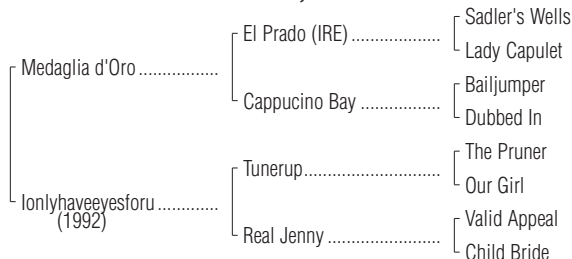 Sadler's Wells
El Prado (IRE) ....................
Lady Capulet
Medaglia d'Oro ..................
Bailjumper
Cappucino Bay ..................
Dubbed In
The Pruner
Tunerup...............................
Our Girl
Ionlyhaveeyesforu .............
(1992)
Valid Appeal
Real Jenny .........................
Child Bride